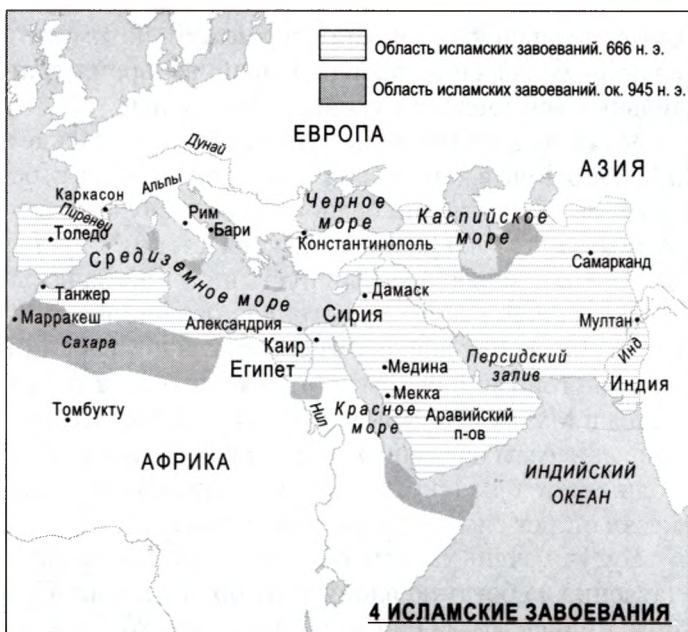 Область исламских завоеваний. 666 н. э.
Область исламских завоеваний. ок. 945 н. э.
ЕВРОПА
Дунай
АЗИЯ
Альпы
Каркасон
Пиренеи
Рим
Бари
Черное
море
Каспийское
море
Толедо
Константинополь
Самарканд
Средиземное море
Танжер
Дамаск
Марракеш
Александрия
Сирия
Мултан
Сахара
Каир
Инд
Египет
Медина
Персидский
залив
Индия
Мекка
Томбукту
Нил
Красное
море
Аравийский
п-ов
АФРИКА
ИНДИЙСКИЙ
ОКЕАН
4 ИСЛАМСКИЕ ЗАВОЕВАНИЯ